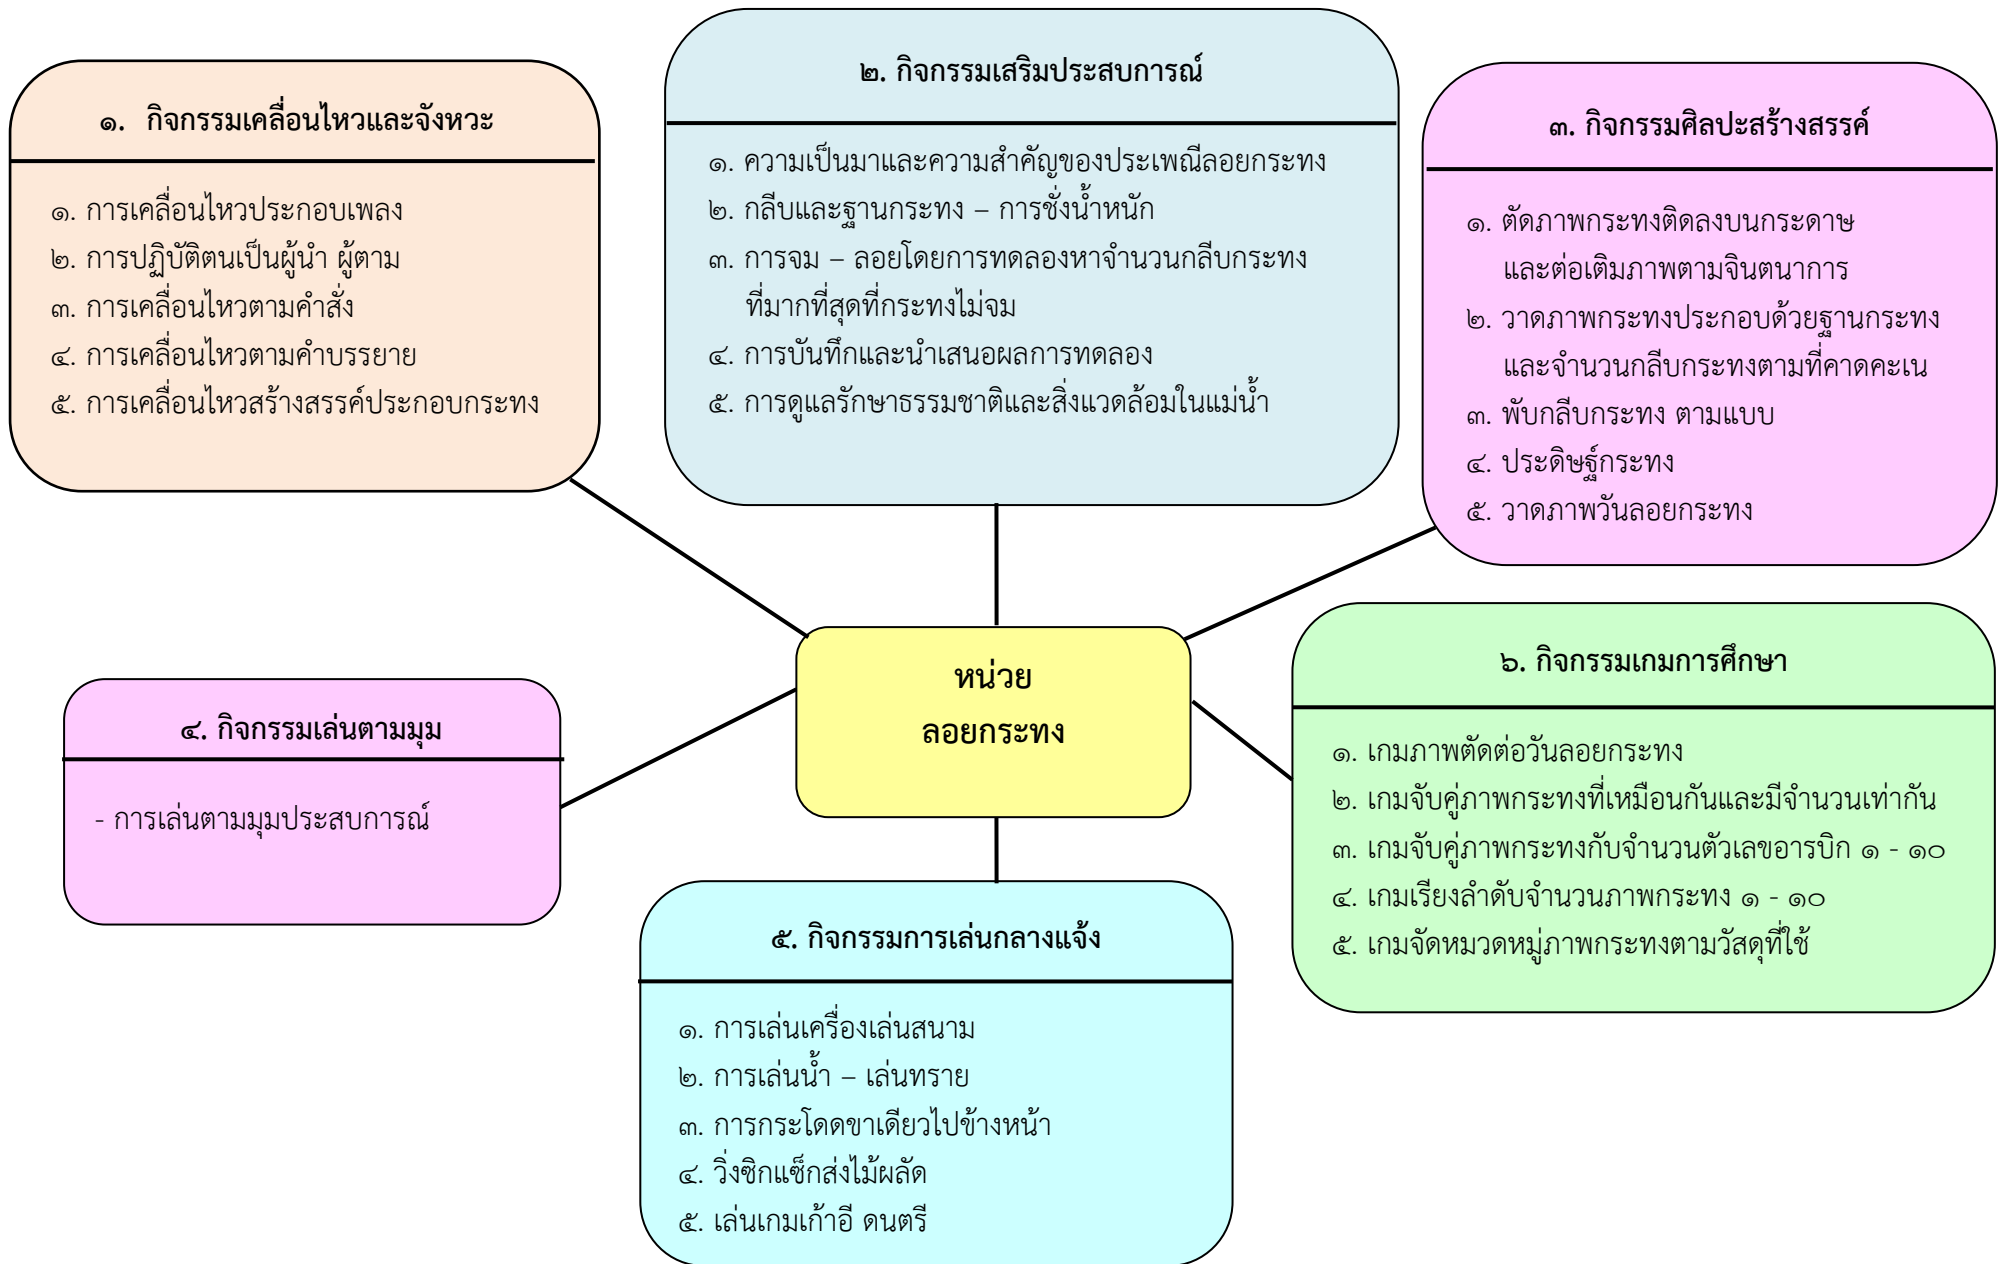 ๑. กิจกรรมเคลื่อนไหวและจังหวะ
๑. การเคลื่อนไหวประกอบเพลง
๒. การปฏิบัติตนเป็นผู้นำ ผู้ตาม
๓. การเคลื่อนไหวตามคำสั่ง
๔. การเคลื่อนไหวตามคำบรรยาย
๕. การเคลื่อนไหวสร้างสรรค์ประกอบกระทง
๒. กิจกรรมเสริมประสบการณ์
๑. ความเป็นมาและความสำคัญของประเพณีลอยกระทง
๒. กลีบและฐานกระทง – การชั่งน้ำหนัก
๓. การจม – ลอยโดยการทดลองหาจำนวนกลีบกระทง
ที่มากที่สุดที่กระทงไม่จม
๔. การบันทึกและนำเสนอผลการทดลอง
๕. การดูแลรักษาธรรมชาติและสิ่งแวดล้อมในแม่น้ำ
๓. กิจกรรมศิลปะสร้างสรรค์
๑. ตัดภาพกระทงติดลงบนกระดาษ
และต่อเติมภาพตามจินตนาการ
๒. วาดภาพกระทงประกอบด้วยฐานกระทง
และจำนวนกลีบกระทงตามที่คาดคะเน
๓. พับกลีบกระทง ตามแบบ
๔. ประดิษฐ์กระทง
๕. วาดภาพวันลอยกระทง
หน่วย
ลอยกระทง
๔. กิจกรรมเล่นตามมุม
- การเล่นตามมุมประสบการณ์
๕. กิจกรรมการเล่นกลางแจ้ง
๑. การเล่นเครื่องเล่นสนาม
๒. การเล่นน้ำ – เล่นทราย
๓. การกระโดดขาเดียวไปข้างหน้า
๔. วิ่งซิกแซ็กส่งไม้ผลัด
๕. เล่นเกมเก้าอี ดนตรี
๖. กิจกรรมเกมการศึกษา
๑. เกมภาพตัดต่อวันลอยกระทง
๒. เกมจับคู่ภาพกระทงที่เหมือนกันและมีจำนวนเท่ากัน
๓. เกมจับคู่ภาพกระทงกับจำนวนตัวเลขอารบิก ๑ - ๑๐
๔. เกมเรียงลำดับจำนวนภาพกระทง ๑ - ๑๐
๕. เกมจัดหมวดหมู่ภาพกระทงตามวัสดุที่ใช้